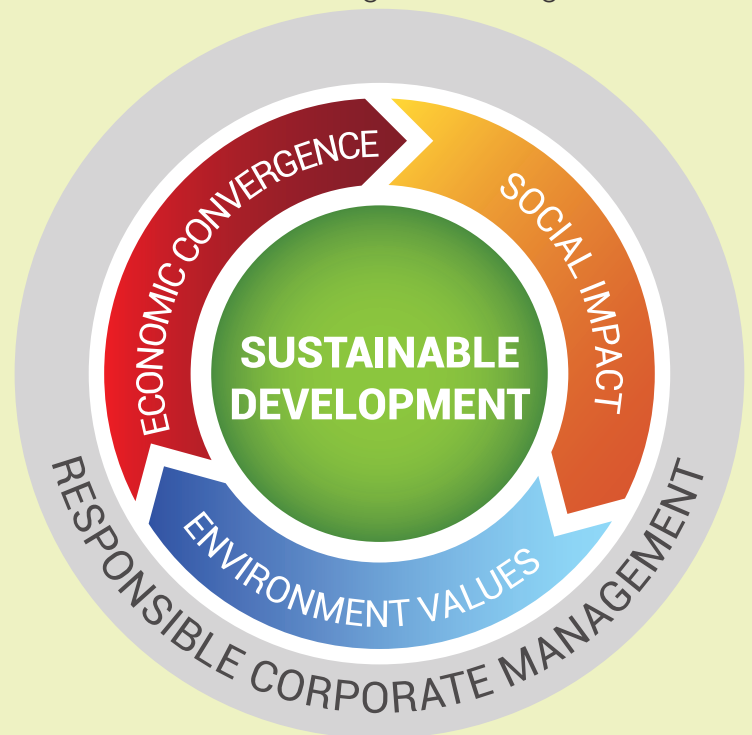 ECONOMIC CONVERGENCE
SOCIAL IMPACT
SUSTAINABLE
DEVELOPMENT
ENVIRONMENT VALUES
RESPONSIBLE CORPORATE MANAGEMENT